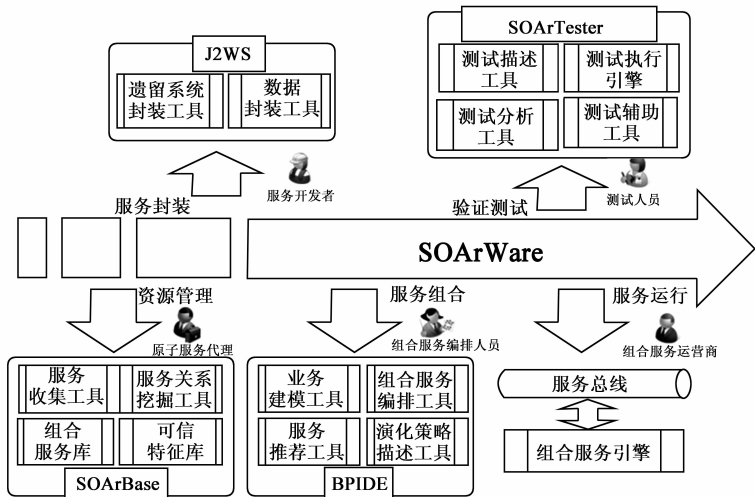 J2WS
遗留系统
封装工具
数据
封装工具
服务开发者
服务封装
SOArTester
测试描述
工具
测试执行
引擎
测试分析
工具
测试辅助
工具
测试人员
验证测试
SOArWare
资源管理
原子服务代理
服务
收集工具
服务关系
挖掘工具
组合
服务库
可信
特征库
SOArBase
服务组合
组合服务编排人员
业务
建模工具
组合服务
编排工具
服务
推荐工具
演化策略
描述工具
BPIDE
服务运行
组合服务运营商
服务总线
组合服务引擎